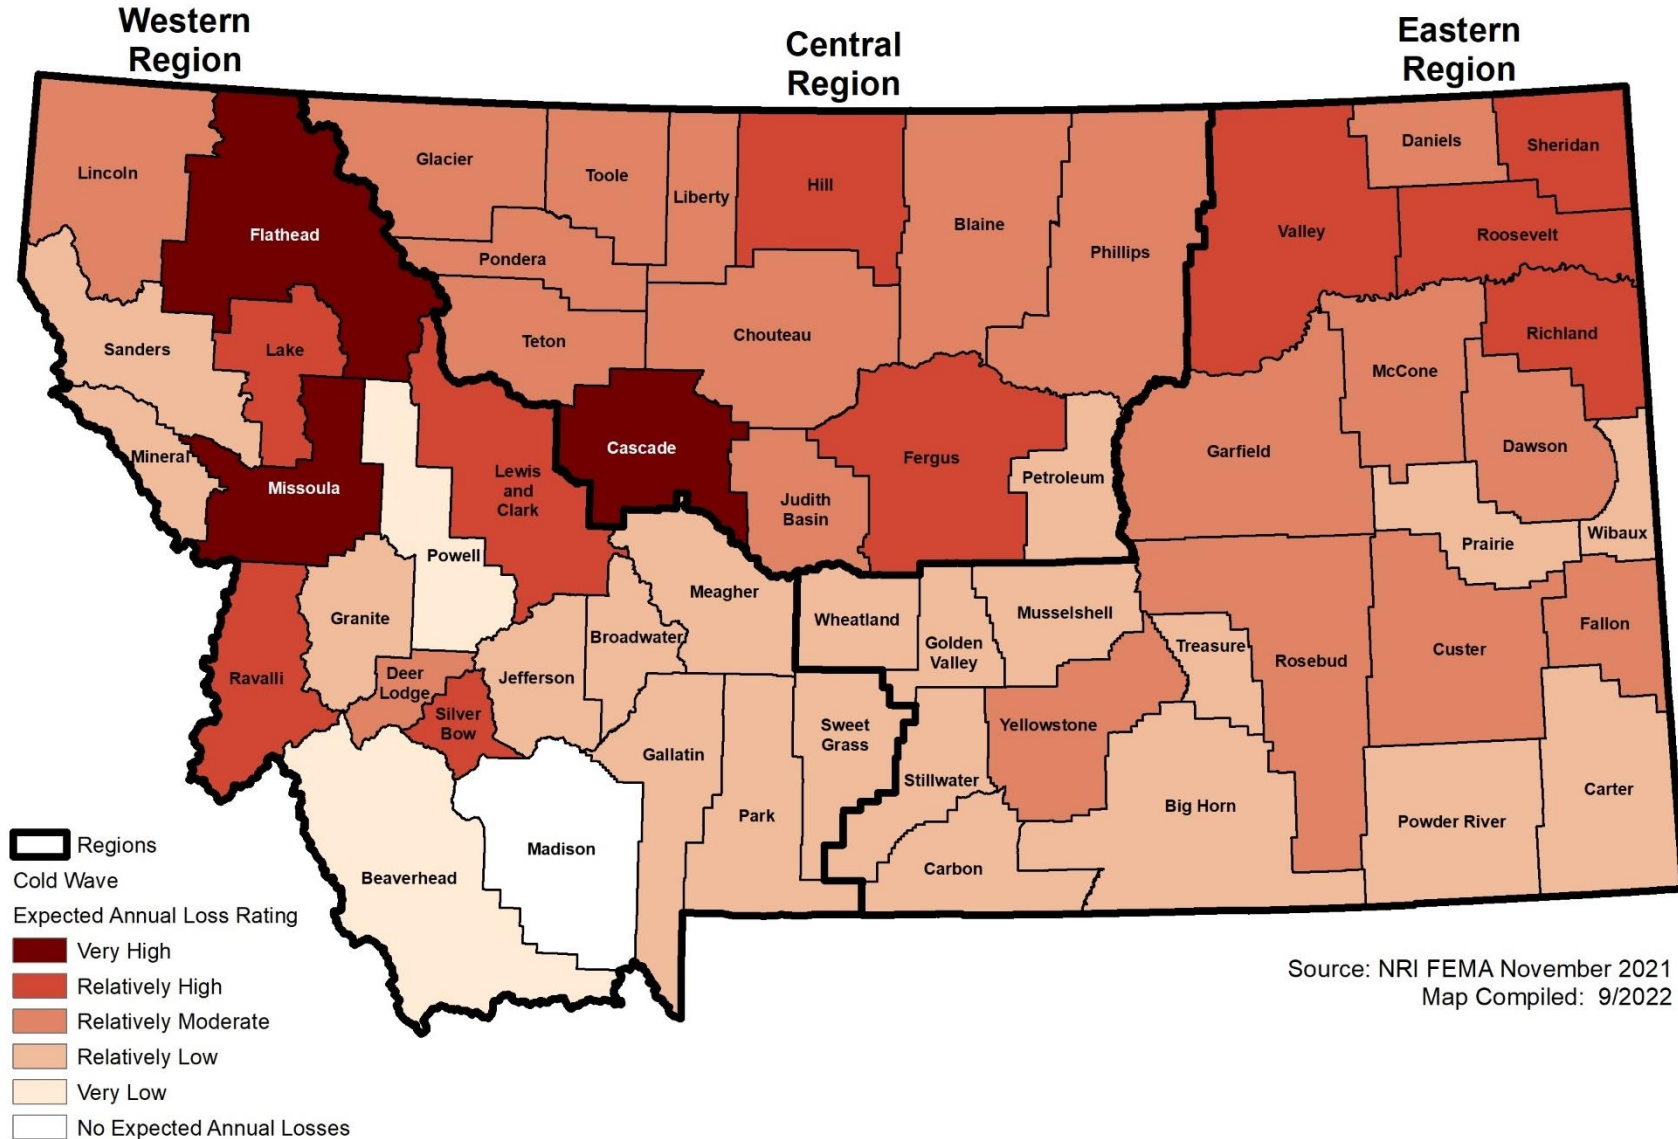 Western
Region
Central
Region
Eastern
Region
Lincoln
Flathead
Glacier
Toole
Liberty
Hill
Blaine
Phillips
Valley
Daniels
Sheridan
Roosevelt
Pondera
Sanders
Lake
Teton
Chouteau
Richland
McCone
Mineral
Missoula
Powell
Lewis
and
Clark
Cascade
Judith
Basin
Fergus
Petroleum
Garfield
Dawson
Prairie
Wibaux
Ravalli
Granite
Deer
Lodge
Silver
Bow
Jefferson
Broadwater
Meagher
Wheatland
Golden
Valley
Musselshell
Treasure
Rosebud
Custer
Fallon
Gallatin
Sweet
Grass
Yellowstone
Stillwater
Park
Big Horn
Powder River
Carter
Beaverhead
Madison
Carbon
Regions
Cold Wave
Expected Annual Loss Rating
Very High
Relatively High
Relatively Moderate
Relatively Low
Very Low
No Expected Annual Losses
Source: NRI FEMA November 2021
Map Compiled: 9/2022